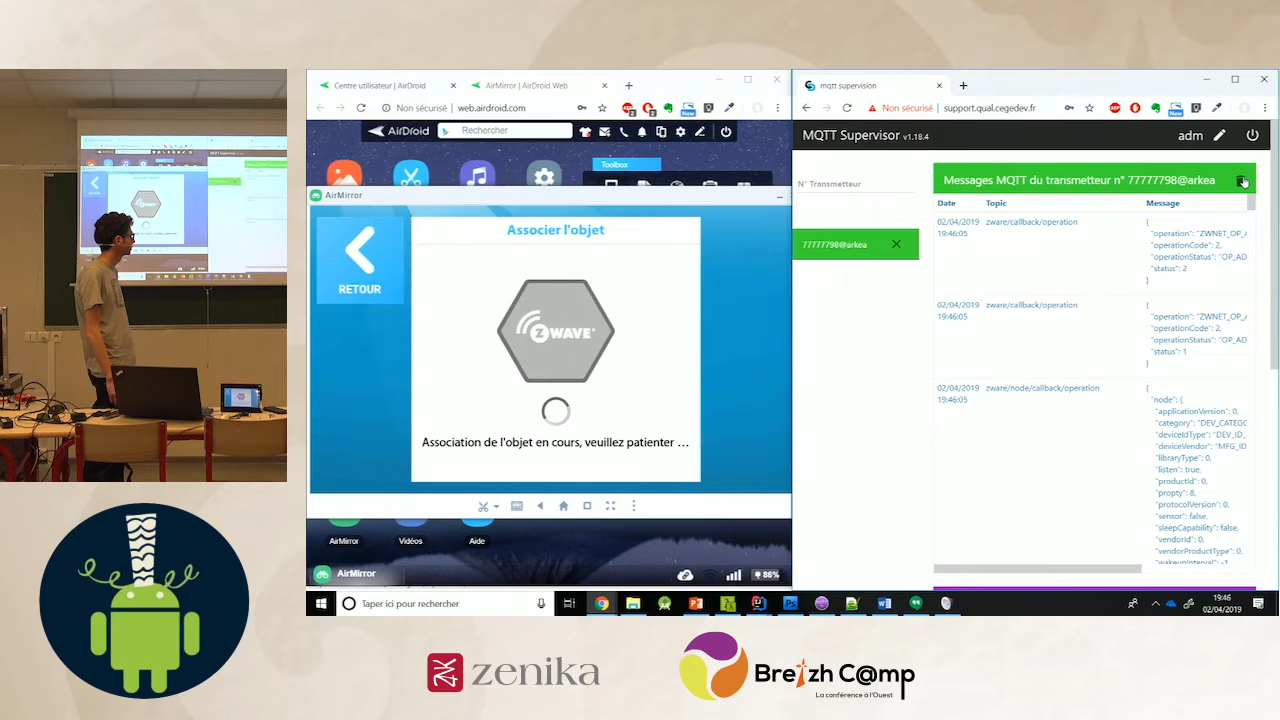 Centre utilisateur | AirDroid
AirMirror | AirDroid Web
Non sécurisé
web.airdroid.com
New
AirDroid
Rechercher
Toolbox
AirMirror
RETOUR
Associer l'objet
Z WAVE
Association de l'objet en cours, veuillez patienter ...
AirMirror
Vidéos
Aide
AirMirror
86%
mqtt supervision
Non sécurisé
support.qual.cegedev.fr
New
MQTT Supervisor v1.18.4
adm
N° Transmetteur
77777798@arkea
Messages MQTT du transmetteur n° 77777798@arkea
Date Topic Message
02/04/2019
19:46:05
zware/callback/operation
{
"operation": "ZWNET_OP_A
"operationCode": 2,
"operationStatus": "OP_AD
"status": 2
}
02/04/2019
19:46:05
zware/callback/operation
{
"operation": "ZWNET_OP_A
"operationCode": 2,
"operationStatus": "OP_AD
"status": 1
}
02/04/2019
19:46:05
zware/node/callback/operation
{
"node": {
"applicationVersion": 0,
"category": "DEV_CATEGC
"deviceIdType": "DEV_ID_
"deviceVendor": "MFG_ID
"libraryType": 0,
"listen": true,
"productId": 0,
"propty": 8,
"protocolVersion": 0,
"sensor": false,
"sleepCapability": false,
"vendorId": 0,
"vendorProductType": 0,
"wakeupInterval": -1
Taper ici pour rechercher
19:46
02/04/2019
zenika
Breizh C@mp
La conférence à l'Ouest